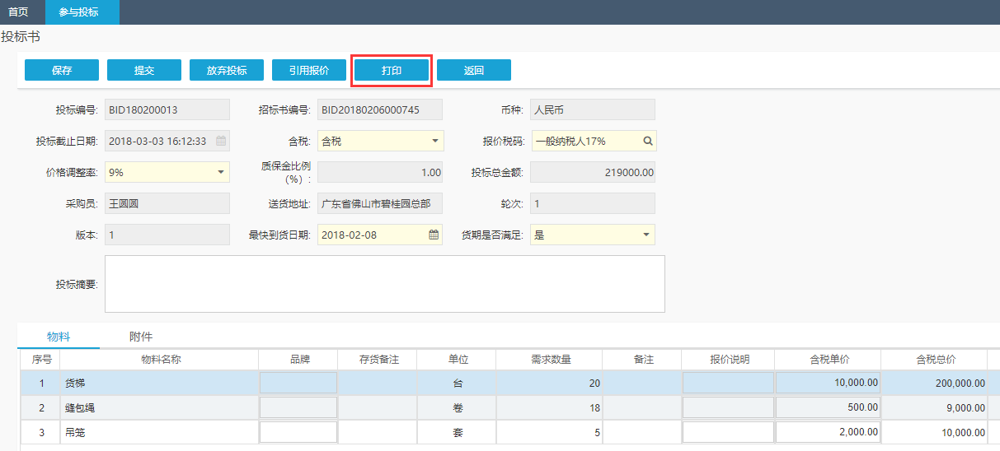 首页 参与投标
投标书
保存 提交 放弃投标 引用报价 打印 返回
投标编号: BID180200013 招标书编号: BID20180206000745 币种: 人民币
投标截止日期: 2018-03-03 16:12:33 含税: 含税 报价税码: 一般纳税人17%
价格调整率: 9% 质保金比例（%）: 1.00 投标总金额: 219000.00
采购员: 王圆圆 送货地址: 广东省佛山市碧桂园总部 轮次: 1
版本: 1 最快到货日期: 2018-02-08 货期是否满足: 是
投标摘要:
物料 附件
序号 物料名称 品牌 存货备注 单位 需求数量 备注 报价说明 含税单价 含税总价
1 货梯 台 20 10,000.00 200,000.00
2 缝包绳 卷 18 500.00 9,000.00
3 吊笼 套 5 2,000.00 10,000.00